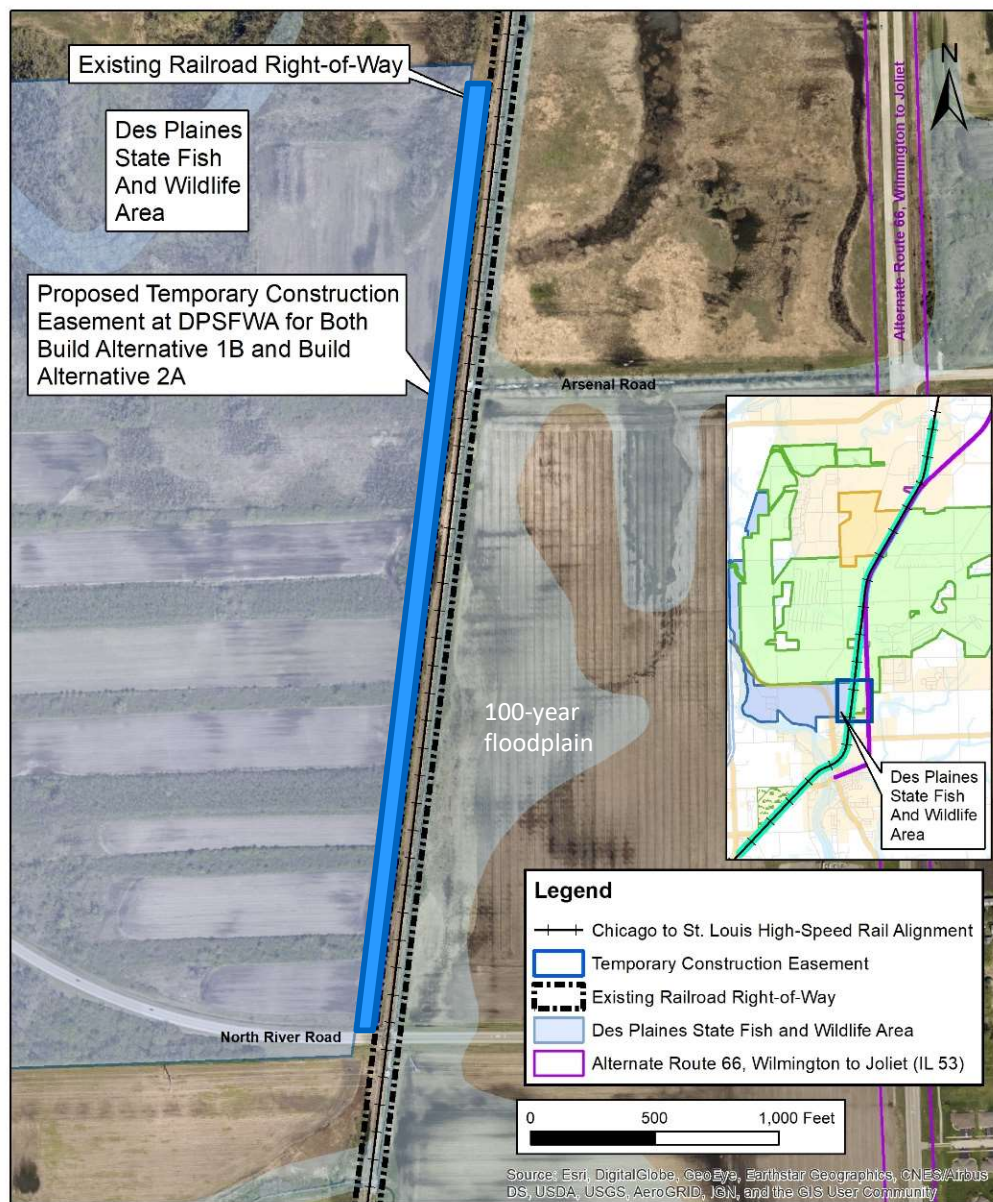 Existing Railroad Right-of-Way
N
Des Plaines
State Fish
And Wildlife
Area
Alternate Route 66, Wilmington to Joliet
Proposed Temporary Construction
Easement at DPSFWA for Both
Build Alternative 1B and Build
Alternative 2A
Arsenal Road
100-year
floodplain
Des Plaines
State Fish
And Wildlife
Area
Legend
Chicago to St. Louis High-Speed Rail Alignment
Temporary Construction Easement
Existing Railroad Right-of-Way
Des Plaines State Fish and Wildlife Area
Alternate Route 66, Wilmington to Joliet (IL 53)
North River Road
0 500 1,000 Feet
Source: Esri, DigitalGlobe, GeoEye, Earthstar Geographics, CNES/Airbus
DS, USDA, USGS, AeroGRID, IGN, and the GIS User Community